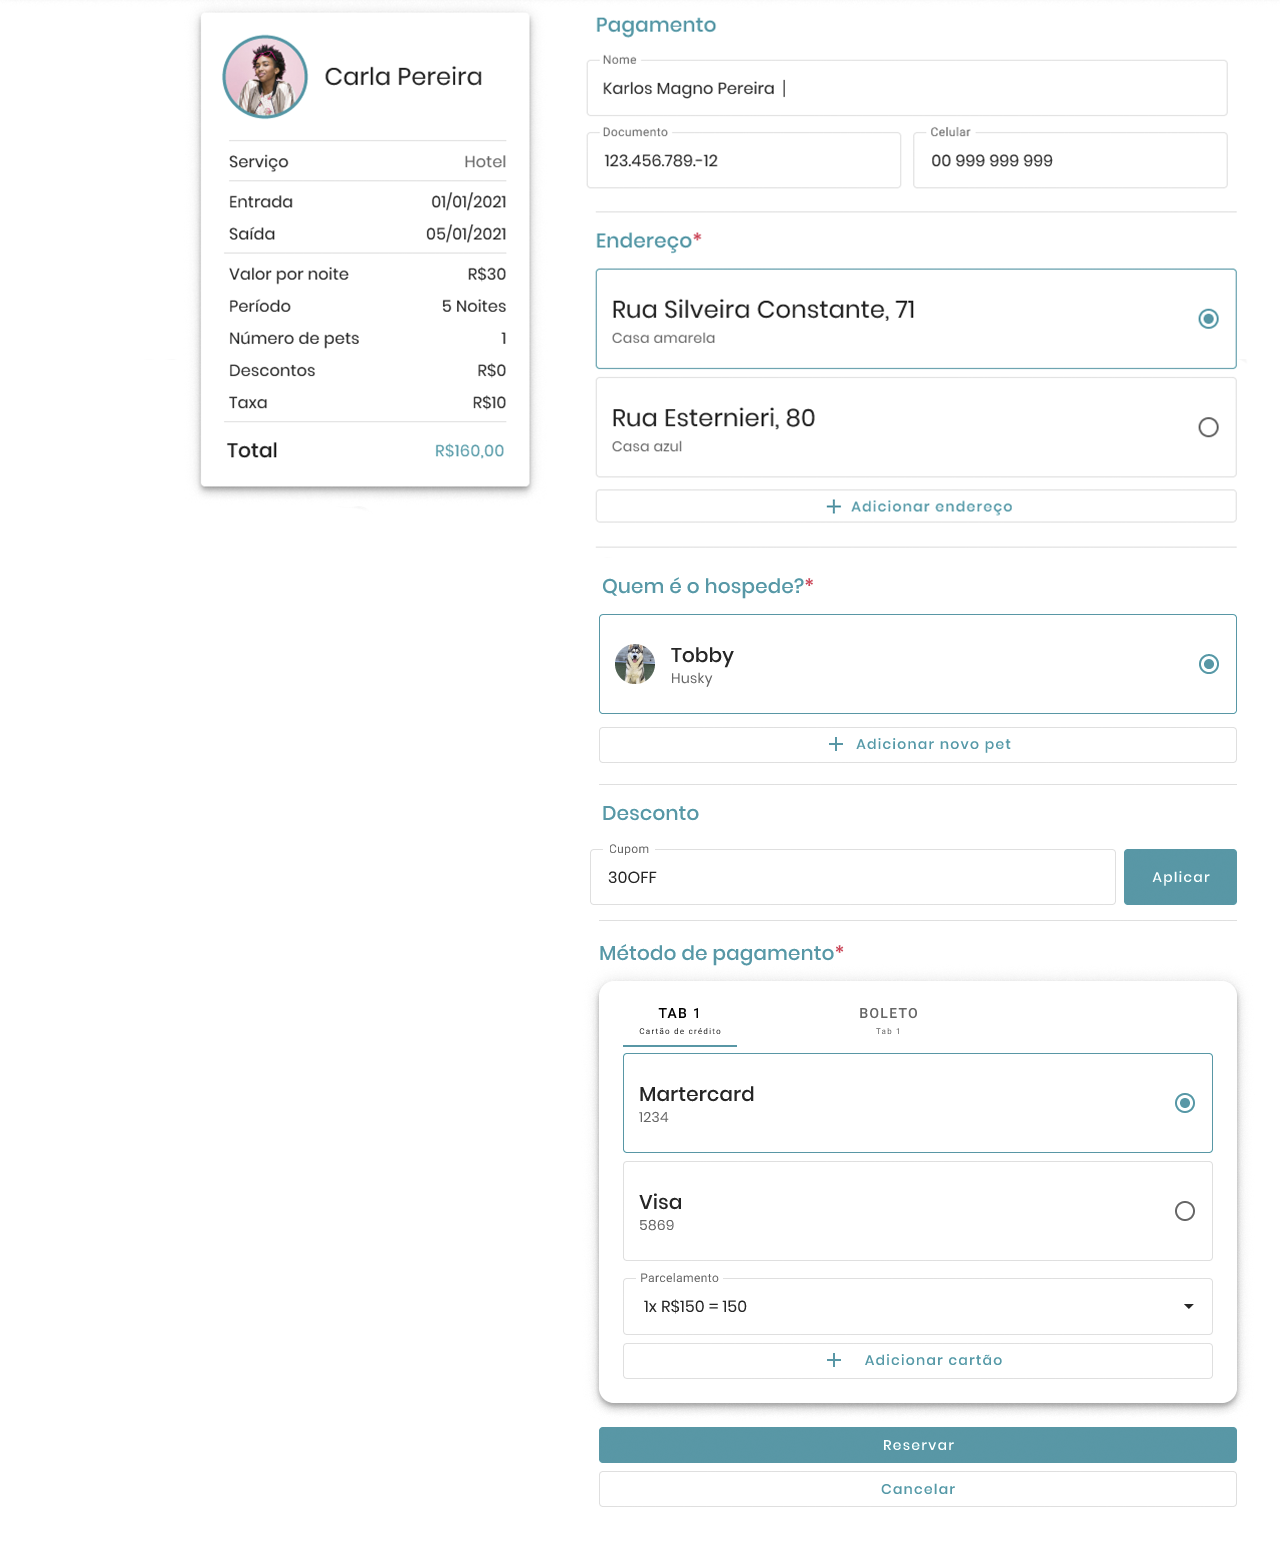 Carla Pereira
Serviço Hotel
Entrada 01/01/2021
Saída 05/01/2021
Valor por noite R$30
Período 5 Noites
Número de pets 1
Descontos R$0
Taxa R$10
Total R$160,00
Pagamento
Nome
Karlos Magno Pereira
Documento Celular
123.456.789.-12 00 999 999 999
Endereço*
Rua Silveira Constante, 71
Casa amarela
Rua Esternieri, 80
Casa azul
+ Adicionar endereço
Quem é o hospede?*
Tobby
Husky
+ Adicionar novo pet
Desconto
Cupom
30OFF Aplicar
Método de pagamento*
TAB 1 BOLETO
Cartão de crédito Tab 1
Martercard
1234
Visa
5869
Parcelamento
1x R$150 = 150
+ Adicionar cartão
Reservar
Cancelar